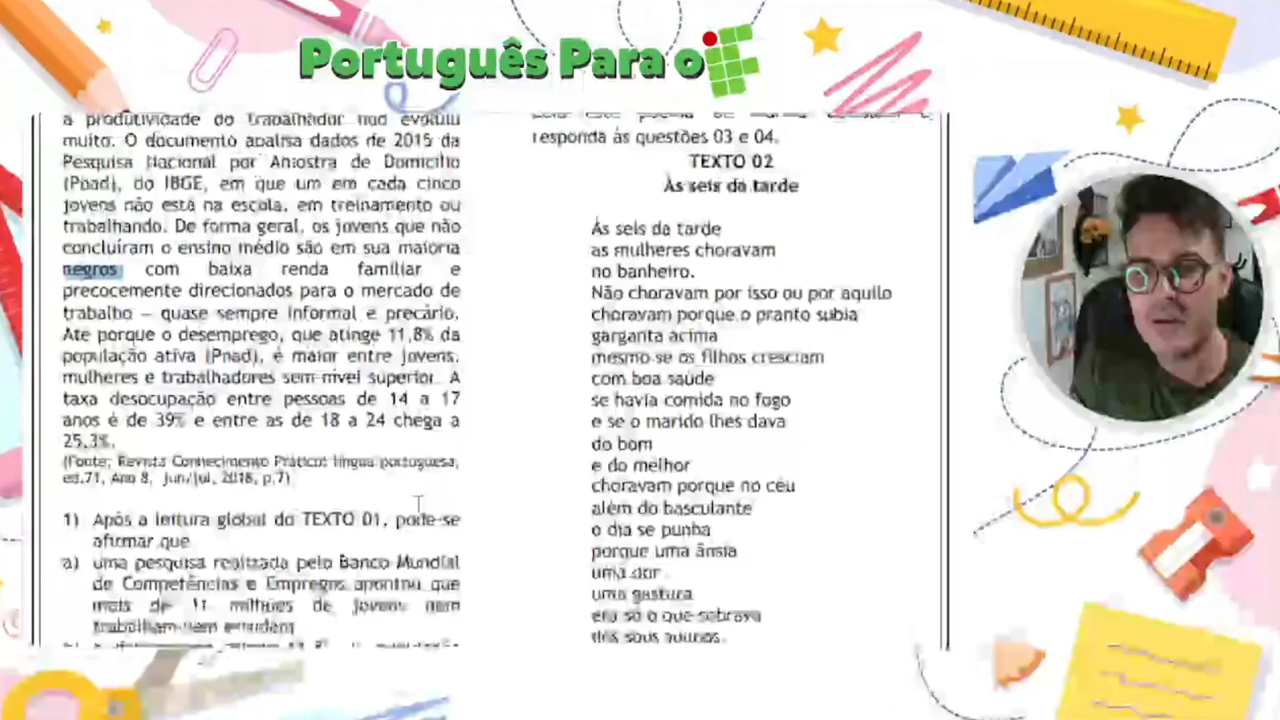 Português Para o
a produtividade do trabalhador não evoluiu
muito. O documento analisa dados de 2015 da
Pesquisa Nacional por Amostra de Domicílio
(Pnad), do IBGE, em que um em cada cinco
jovens não está na escola, em treinamento ou
trabalhando. De forma geral, os jovens que não
concluíram o ensino médio são em sua maioria
negros com baixa renda familiar e
precocemente direcionados para o mercado de
trabalho – quase sempre informal e precário.
Até porque o desemprego, que atinge 11,8% da
população ativa (Pnad), é maior entre jovens,
mulheres e trabalhadores sem nível superior. A
taxa desocupação entre pessoas de 14 a 17
anos é de 39% e entre as de 18 a 24 chega a
25,3%.
(Fonte: Revista Conhecimento Prático: língua portuguesa,
ed.71, Ano 8, Jun/jul, 2018, p.7)
1) Após a leitura global do TEXTO 01, pode-se
afirmar que
a) uma pesquisa realizada pelo Banco Mundial
de Competências e Empregos apontou que
mais de 11 milhões de jovens nem
trabalham nem estudam
responda às questões 03 e 04.
TEXTO 02
Às seis da tarde
Às seis da tarde
as mulheres choravam
no banheiro.
Não choravam por isso ou por aquilo
choravam porque o pranto subia
garganta acima
mesmo se os filhos cresciam
com boa saúde
se havia comida no fogo
e se o marido lhes dava
do bom
e do melhor
choravam porque no céu
além do basculante
o dia se punha
porque uma ânsia
uma dor
uma gastura
era só o que sobrava
dos seus sonhos.